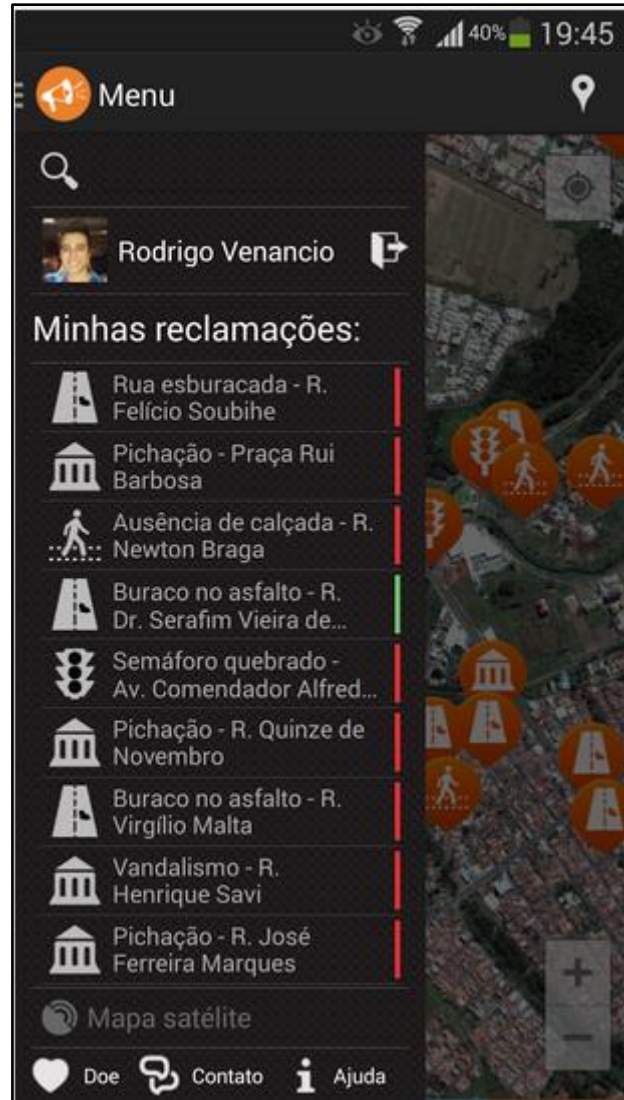 40% 19:45
Menu
Rodrigo Venancio
Minhas reclamações:
Rua esburacada - R.
Felício Soubihe
Pichação - Praça Rui
Barbosa
Ausência de calçada - R.
Newton Braga
Buraco no asfalto - R.
Dr. Serafim Vieira de...
Semáforo quebrado -
Av. Comendador Alfred...
Pichação - R. Quinze de
Novembro
Buraco no asfalto - R.
Virgílio Malta
Vandalismo - R.
Henrique Savi
Pichação - R. José
Ferreira Marques
Mapa satélite
Doe Contato Ajuda